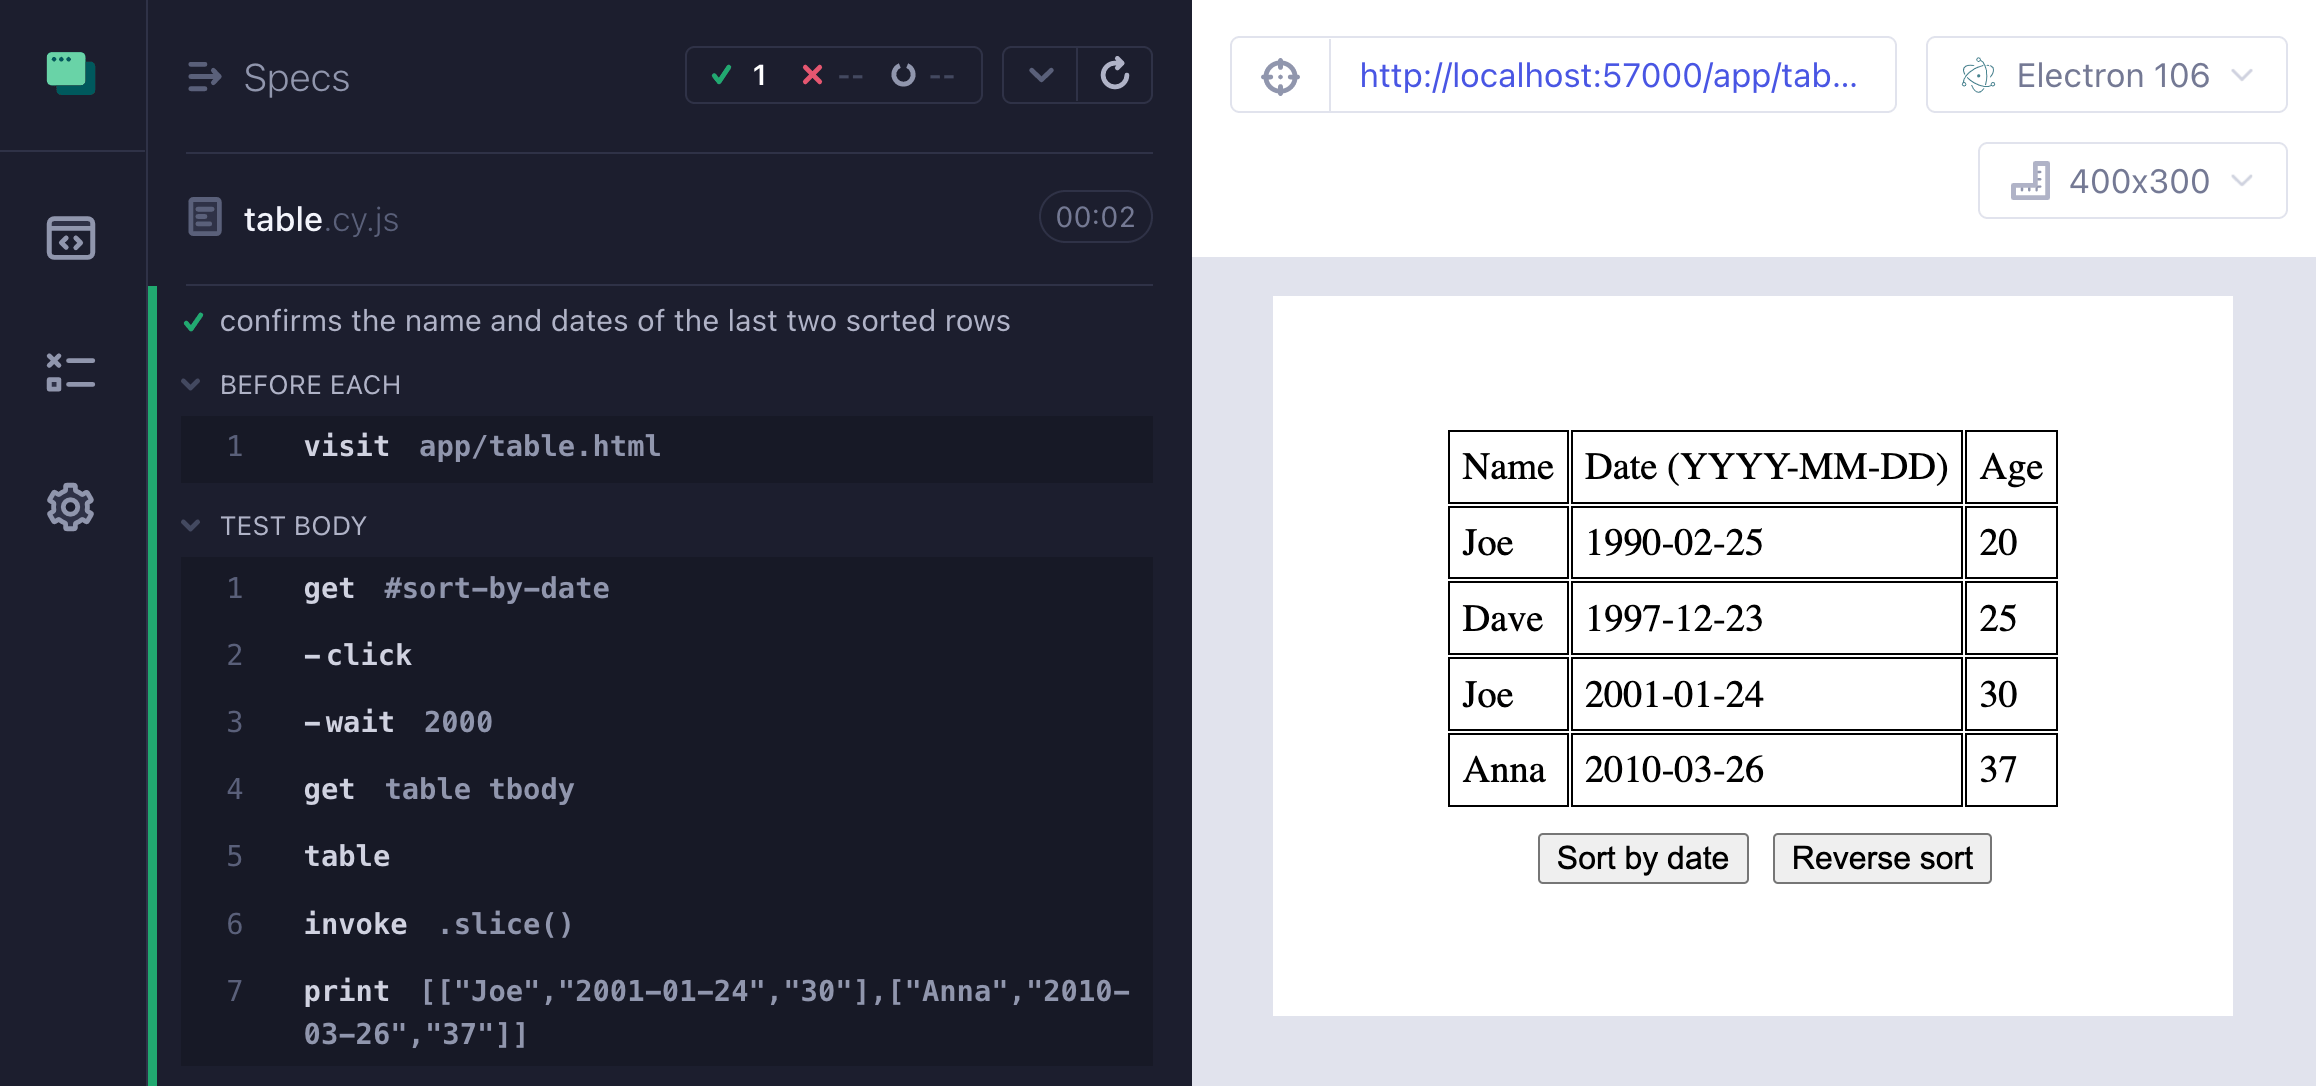 Specs
1 -- --
table.cy.js
00:02
confirms the name and dates of the last two sorted rows
BEFORE EACH
1 visit app/table.html
TEST BODY
1 get #sort-by-date
2 -click
3 -wait 2000
4 get table tbody
5 table
6 invoke .slice()
7 print [["Joe","2001-01-24","30"],["Anna","2010-
03-26","37"]]
http://localhost:57000/app/tab...
Electron 106
400x300
Name Date (YYYY-MM-DD) Age
Joe 1990-02-25 20
Dave 1997-12-23 25
Joe 2001-01-24 30
Anna 2010-03-26 37
Sort by date Reverse sort